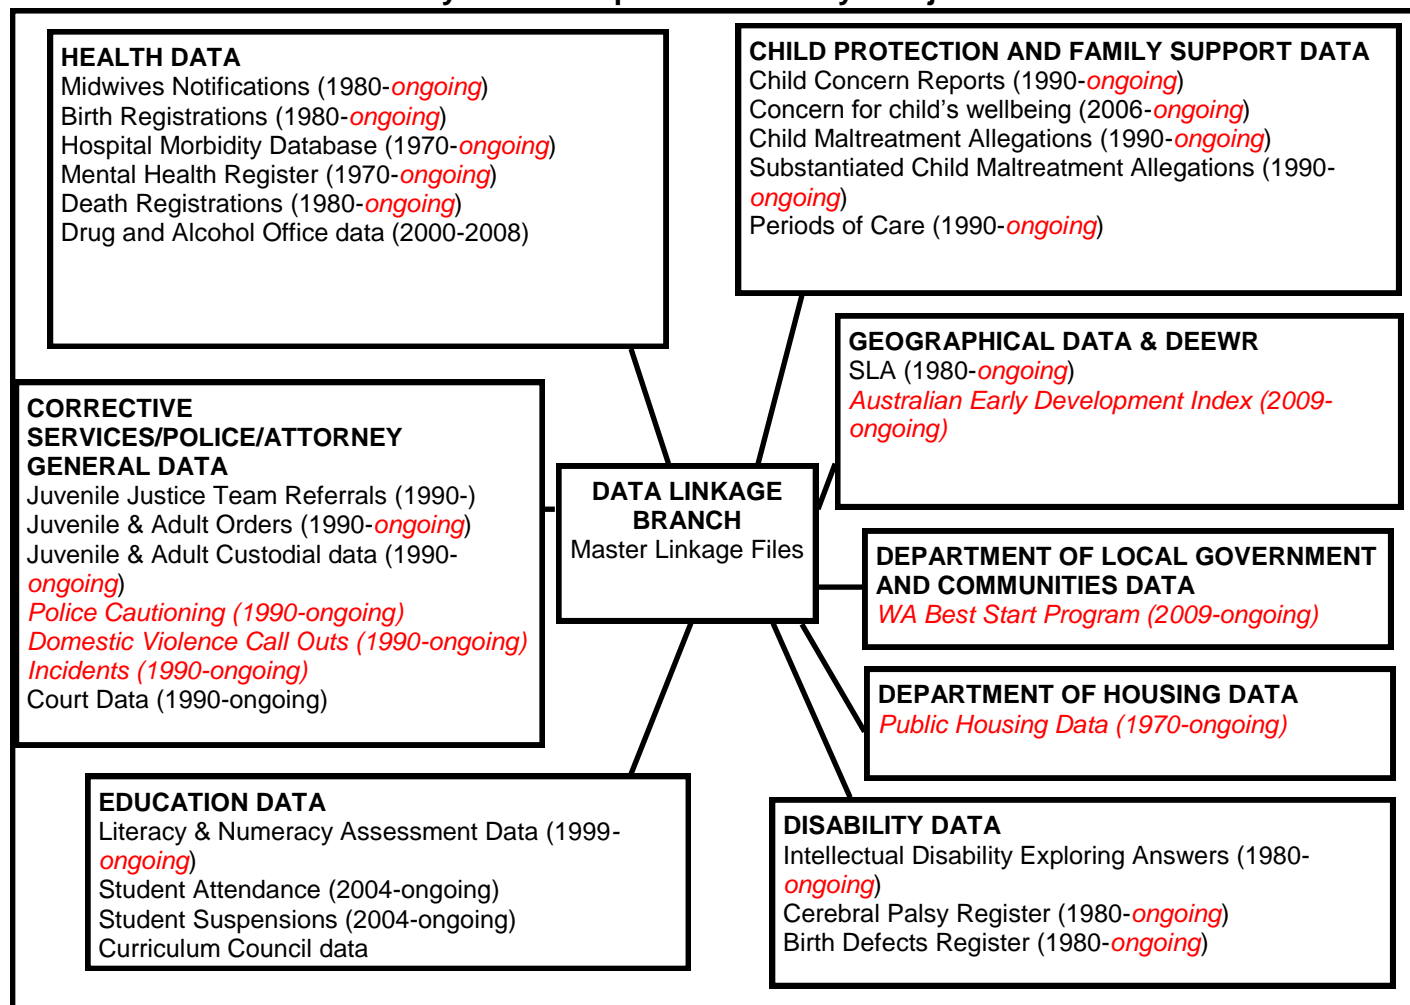 HEALTH DATA
Midwives Notifications (1980-ongoing)
Birth Registrations (1980-ongoing)
Hospital Morbidity Database (1970-ongoing)
Mental Health Register (1970-ongoing)
Death Registrations (1980-ongoing)
Drug and Alcohol Office data (2000-2008)
CHILD PROTECTION AND FAMILY SUPPORT DATA
Child Concern Reports (1990-ongoing)
Concern for child's wellbeing (2006-ongoing)
Child Maltreatment Allegations (1990-ongoing)
Substantiated Child Maltreatment Allegations (1990-
ongoing)
Periods of Care (1990-ongoing)
GEOGRAPHICAL DATA & DEEWR
SLA (1980-ongoing)
Australian Early Development Index (2009-
ongoing)
CORRECTIVE
SERVICES/POLICE/ATTORNEY
GENERAL DATA
Juvenile Justice Team Referrals (1990-)
Juvenile & Adult Orders (1990-ongoing)
Juvenile & Adult Custodial data (1990-
ongoing)
Police Cautioning (1990-ongoing)
Domestic Violence Call Outs (1990-ongoing)
Incidents (1990-ongoing)
Court Data (1990-ongoing)
DATA LINKAGE
BRANCH
Master Linkage Files
DEPARTMENT OF LOCAL GOVERNMENT
AND COMMUNITIES DATA
WA Best Start Program (2009-ongoing)
DEPARTMENT OF HOUSING DATA
Public Housing Data (1970-ongoing)
EDUCATION DATA
Literacy & Numeracy Assessment Data (1999-
ongoing)
Student Attendance (2004-ongoing)
Student Suspensions (2004-ongoing)
Curriculum Council data
DISABILITY DATA
Intellectual Disability Exploring Answers (1980-
ongoing)
Cerebral Palsy Register (1980-ongoing)
Birth Defects Register (1980-ongoing)